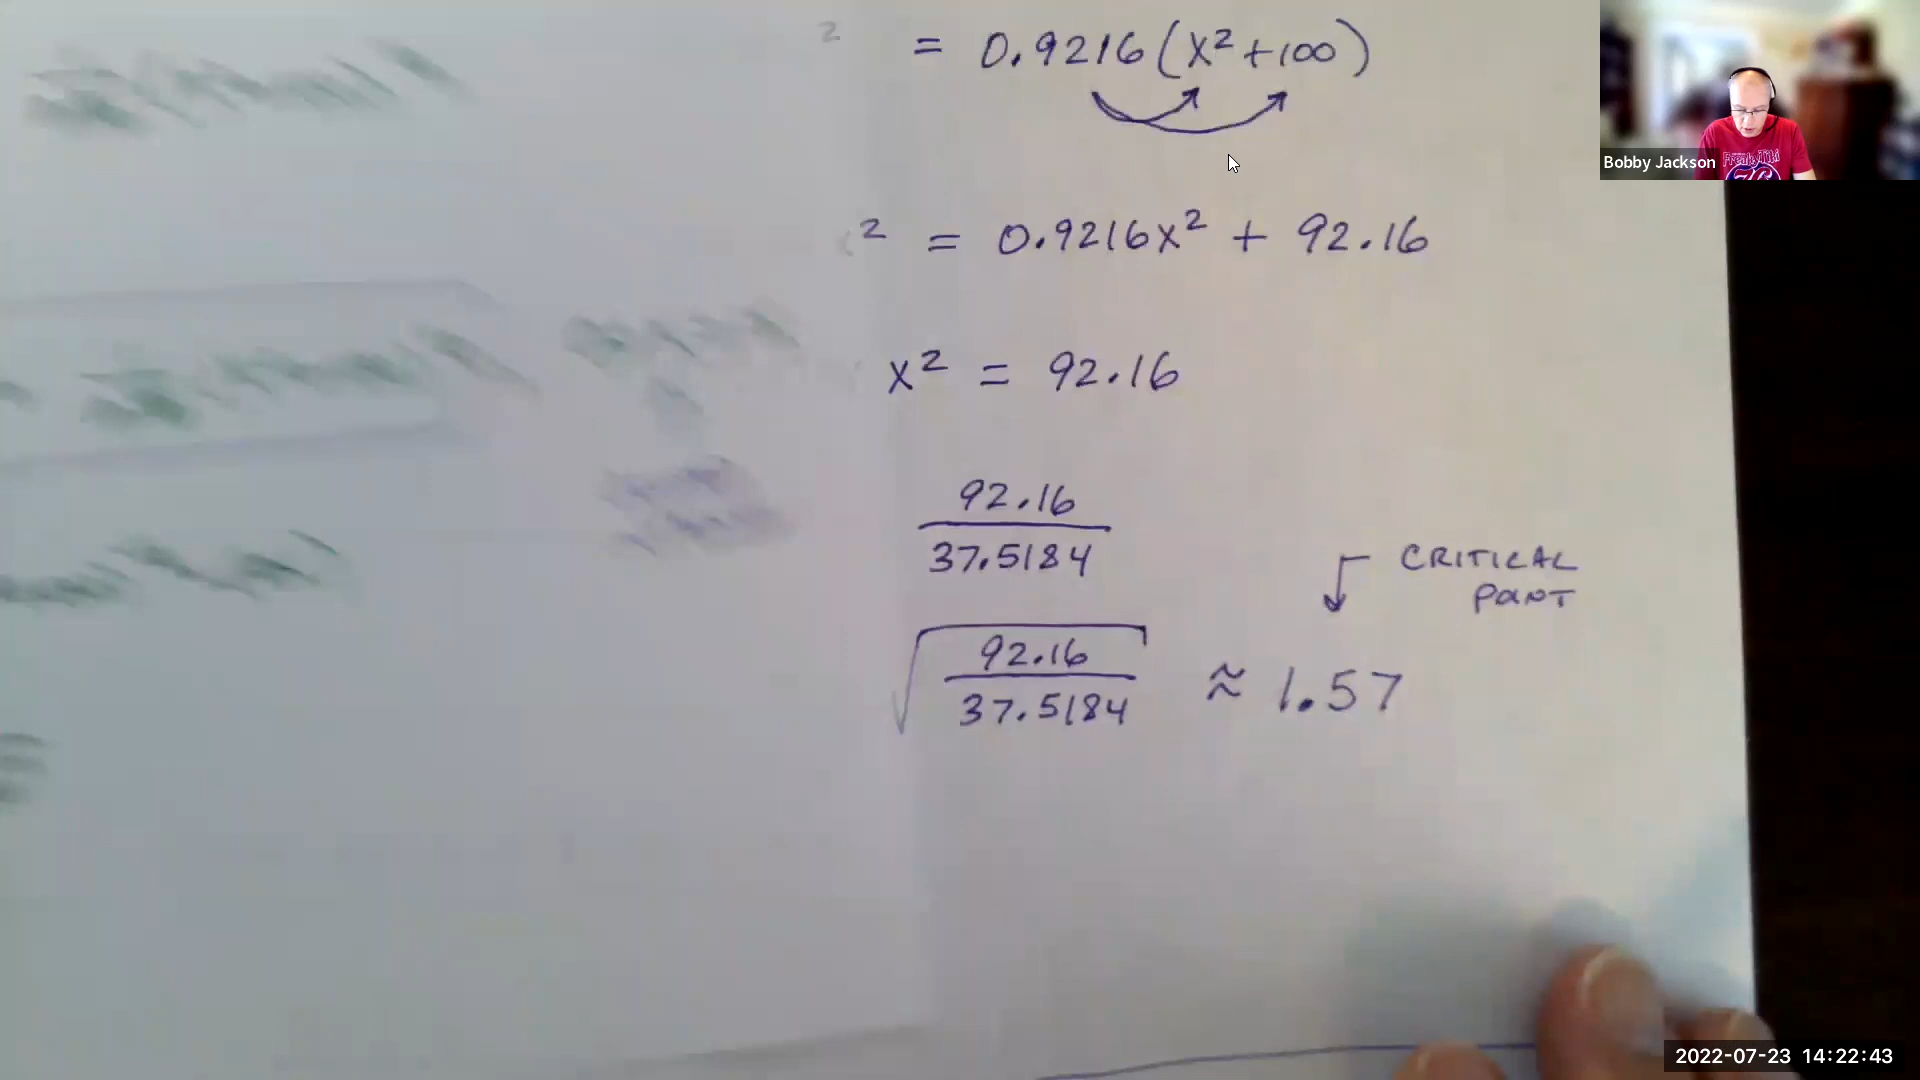 2 = 0.9216(x²+100)
² = 0.9216x² + 92.16
x² = 92.16
92.16
37.5184
CRITICAL
POINT
√ 92.16
37.5184
≈ 1.57
Bobby Jackson
2022-07-23 14:22:43